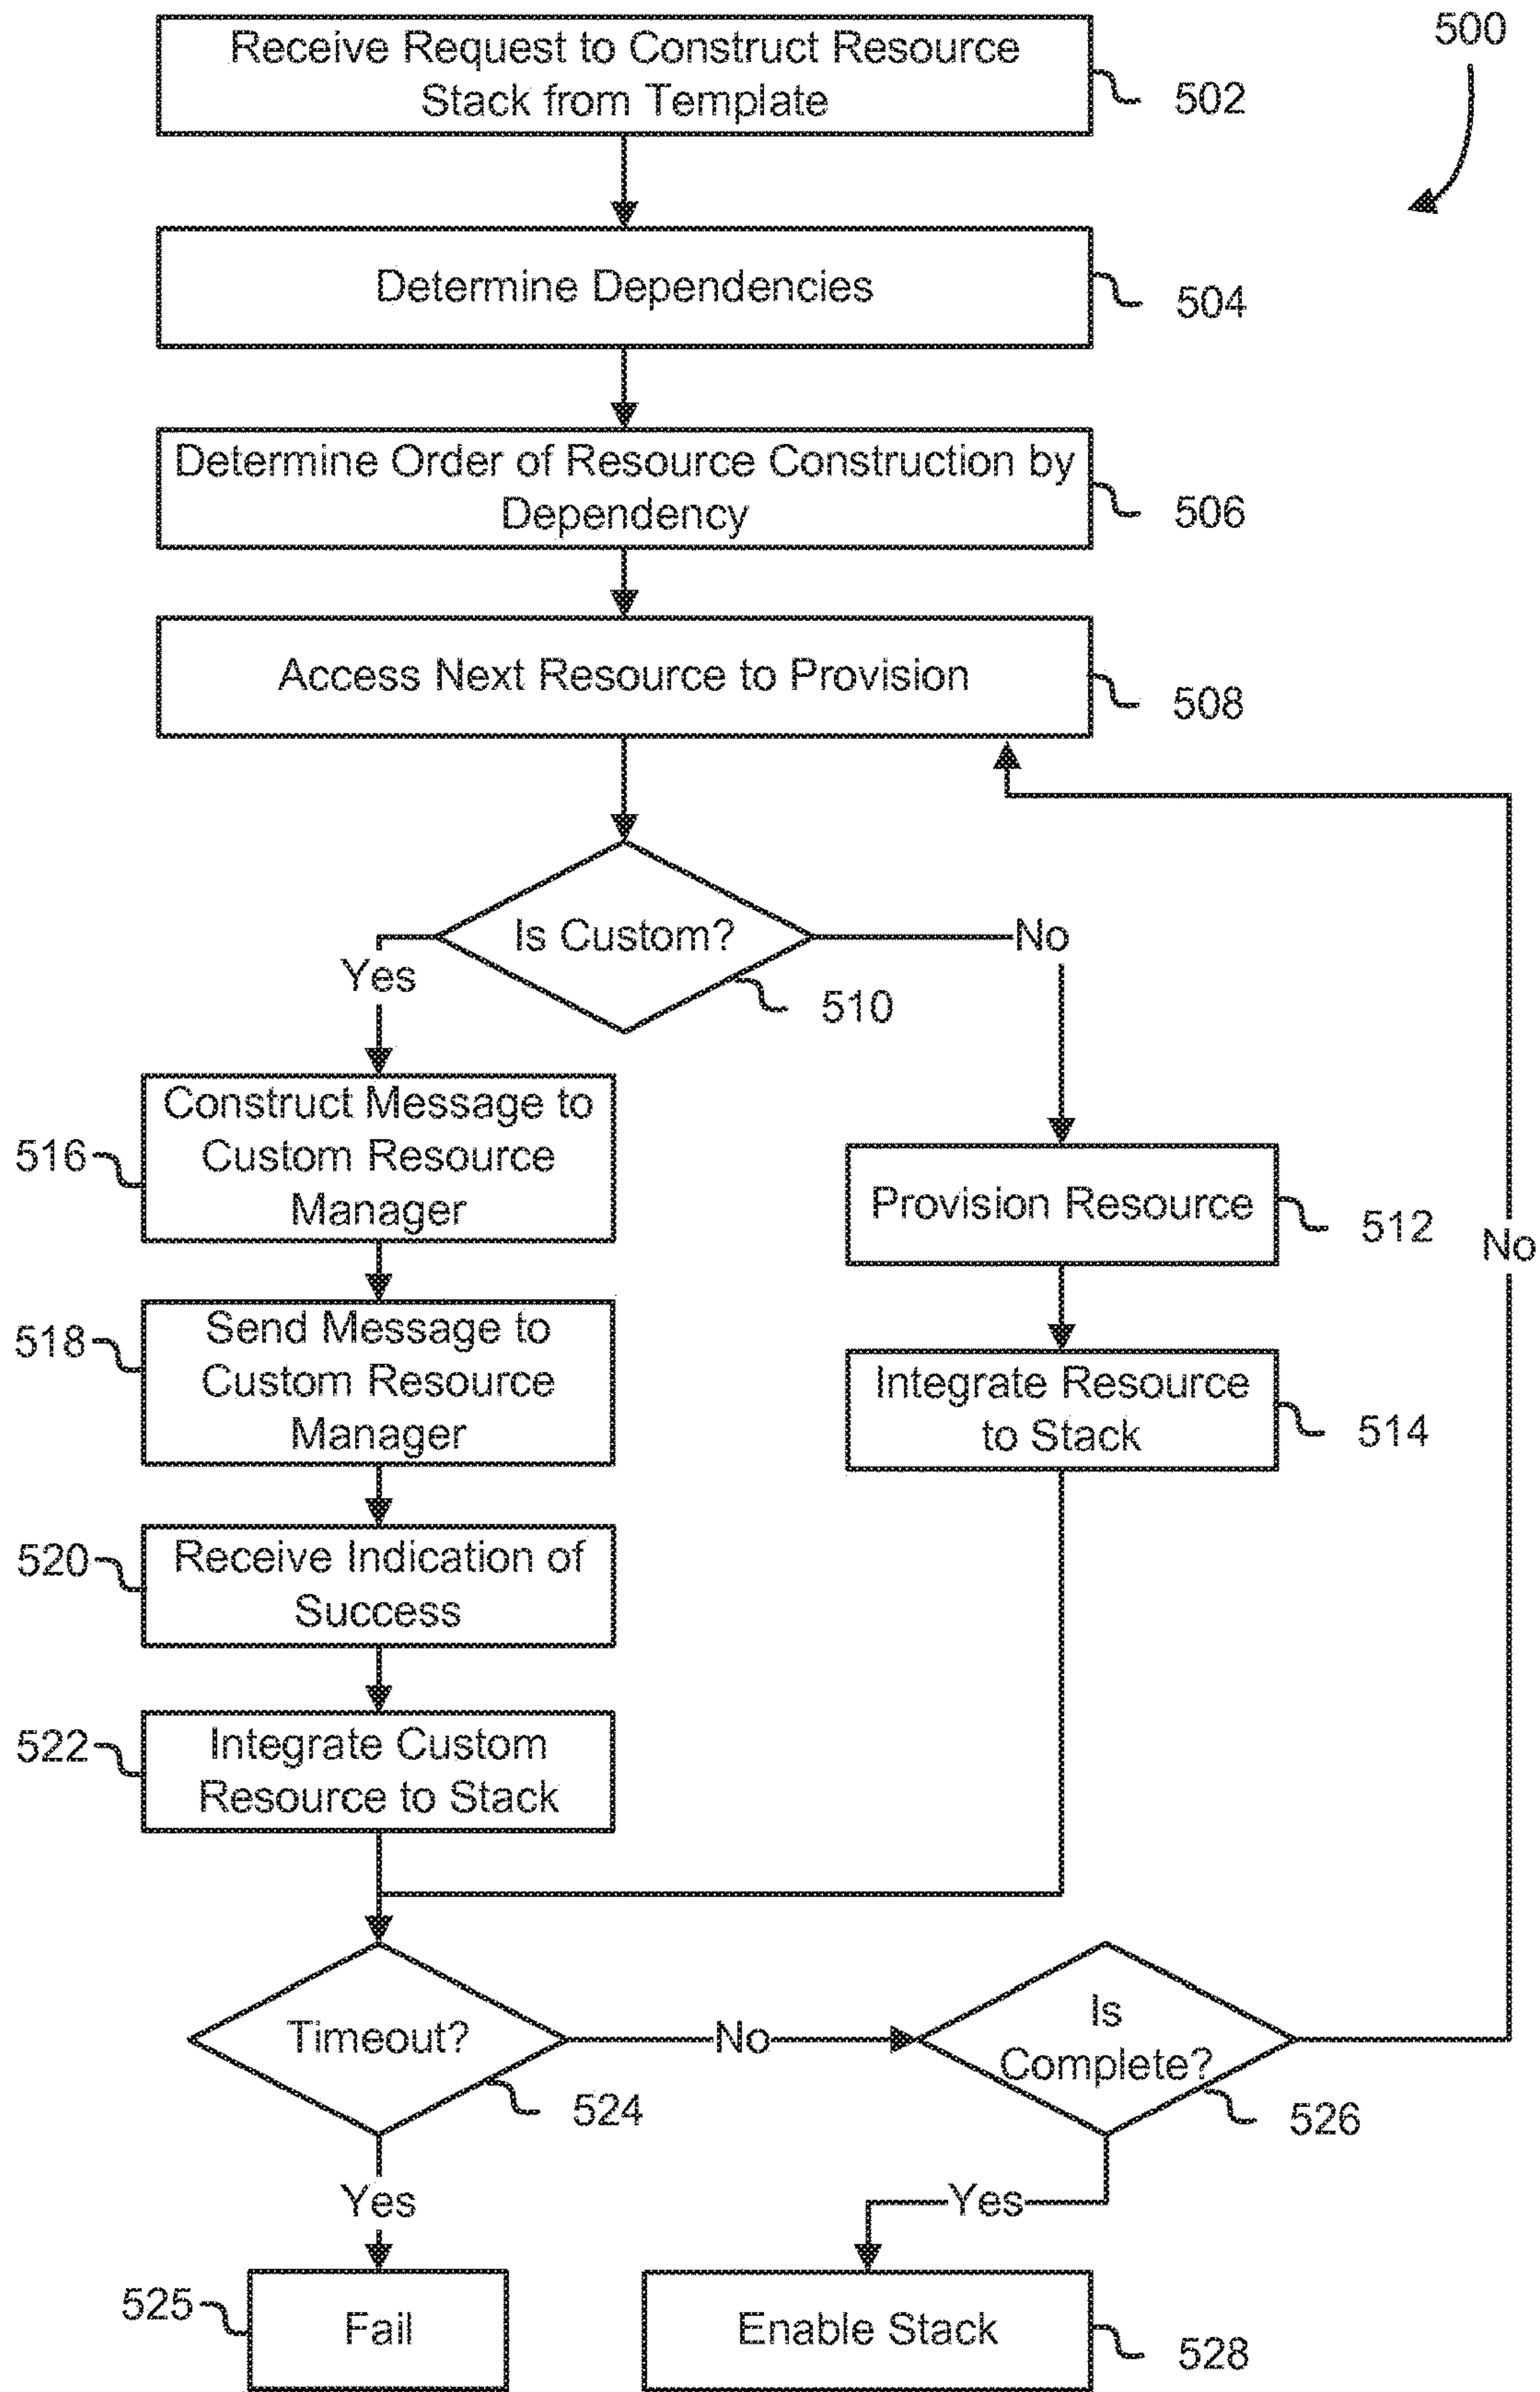 500
Receive Request to Construct Resource
Stack from Template
502
Determine Dependencies
504
Determine Order of Resource Construction by
Dependency
506
Access Next Resource to Provision
508
Is Custom?
510
Yes
No
Construct Message to
Custom Resource
Manager
516
Provision Resource
512
No
Send Message to
Custom Resource
Manager
518
Integrate Resource
to Stack
514
Receive Indication of
Success
520
Integrate Custom
Resource to Stack
522
Timeout?
524
No
Is
Complete?
526
Yes
Yes
Fail
525
Enable Stack
528